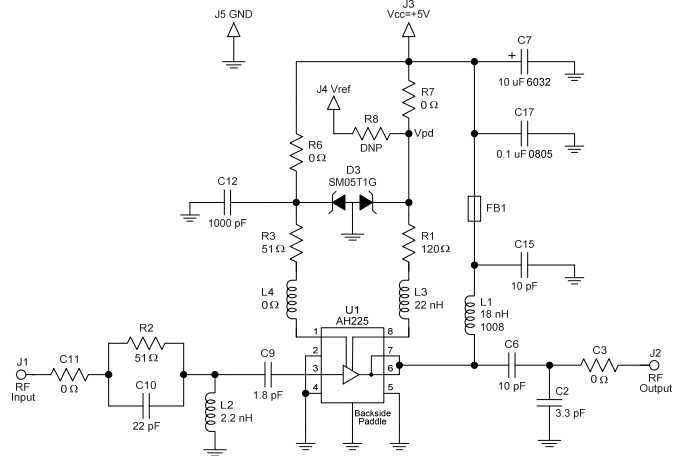 J5 GND
J3
Vcc=+5V
C7
+
10 uF 6032
J4 Vref
R7
0 Ω
R8
DNP
Vpd
C17
0.1 uF 0805
R6
0 Ω
D3
SM05T1G
C12
1000 pF
FB1
R3
51 Ω
R1
120 Ω
C15
10 pF
L4
0 Ω
L3
22 nH
L1
18 nH
1008
U1
AH225
1
8
2
7
3
6
4
5
Backside
Paddle
J1
RF
Input
C11
0 Ω
R2
51 Ω
C10
22 pF
L2
2.2 nH
C9
1.8 pF
C6
10 pF
C2
3.3 pF
C3
0 Ω
J2
RF
Output